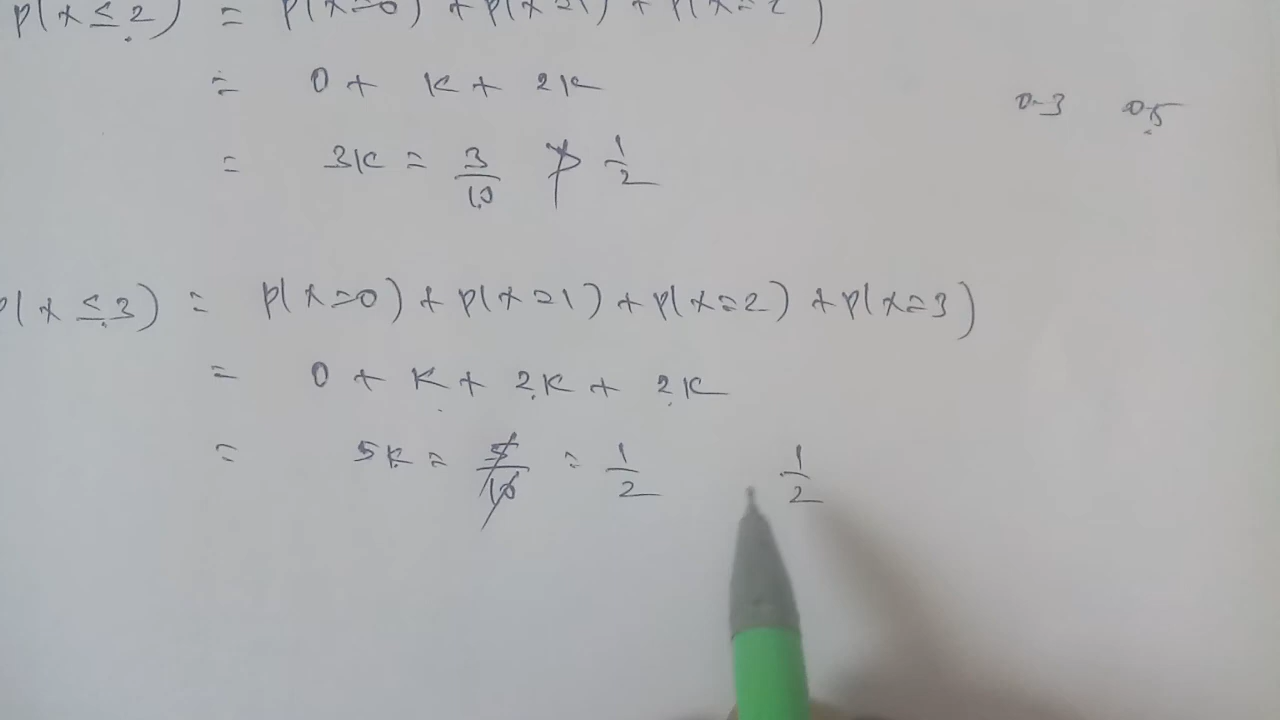 P(x ≤ 2) = P(x=0) + P(x=1) + P(x=2)
= 0 + K + 2K
0.3 0.5
= 3K = 3/10 ≯ 1/2
P(x ≤ 3) = P(x=0) + P(x=1) + P(x=2) + P(x=3)
= 0 + K + 2K + 2K
= 5K = 5/10 = 1/2 1/2